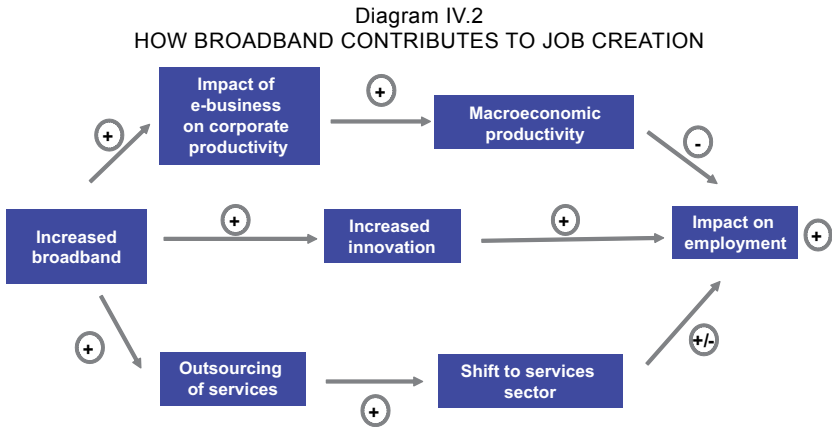 Diagram IV.2
HOW BROADBAND CONTRIBUTES TO JOB CREATION
Impact of
e-business
on corporate
productivity
+
Macroeconomic
productivity
+
-
Increased
broadband
+
Increased
innovation
+
Impact on
employment
+
+
Outsourcing
of services
+
Shift to services
sector
+/-